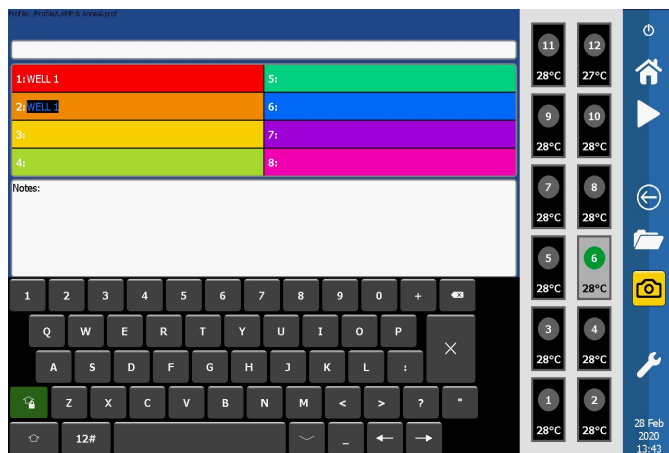 Profile: /Profile/LAMP & Anneal.prof
1: WELL 1
5:
2: WELL 1
6:
3:
7:
4:
8:
Notes:
1 2 3 4 5 6 7 8 9 0 +
Q W E R T Y U I O P
A S D F G H J K L :
Z X C V B N M < > ? "
12# _
11 12
28°C 27°C
9 10
28°C 28°C
7 8
28°C 28°C
5 6
28°C 28°C
3 4
28°C 28°C
1 2
28°C 28°C
28 Feb
2020
13:43